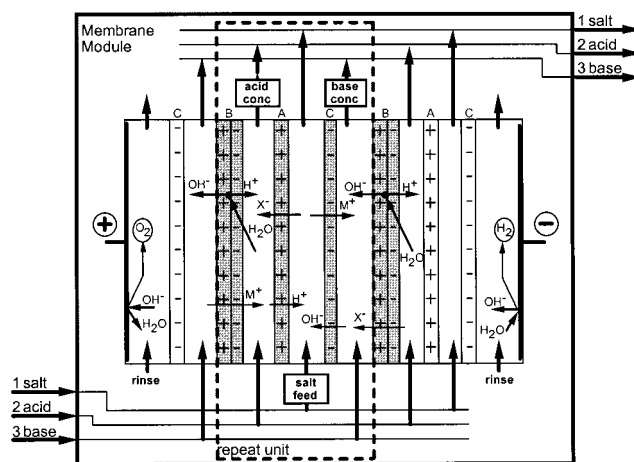 Membrane
Module
1 salt
2 acid
3 base
acid
conc
base
conc
C B A C B A C
- + - + - + - + -
OH⁻ H⁺ OH⁻ H⁺
X⁻ M⁺
O₂ H₂O H₂O H₂
+ -
M⁺ H⁺ OH⁻ X⁻
OH⁻ OH⁻
H₂O H₂O
rinse rinse
salt
feed
1 salt
2 acid
3 base
repeat unit